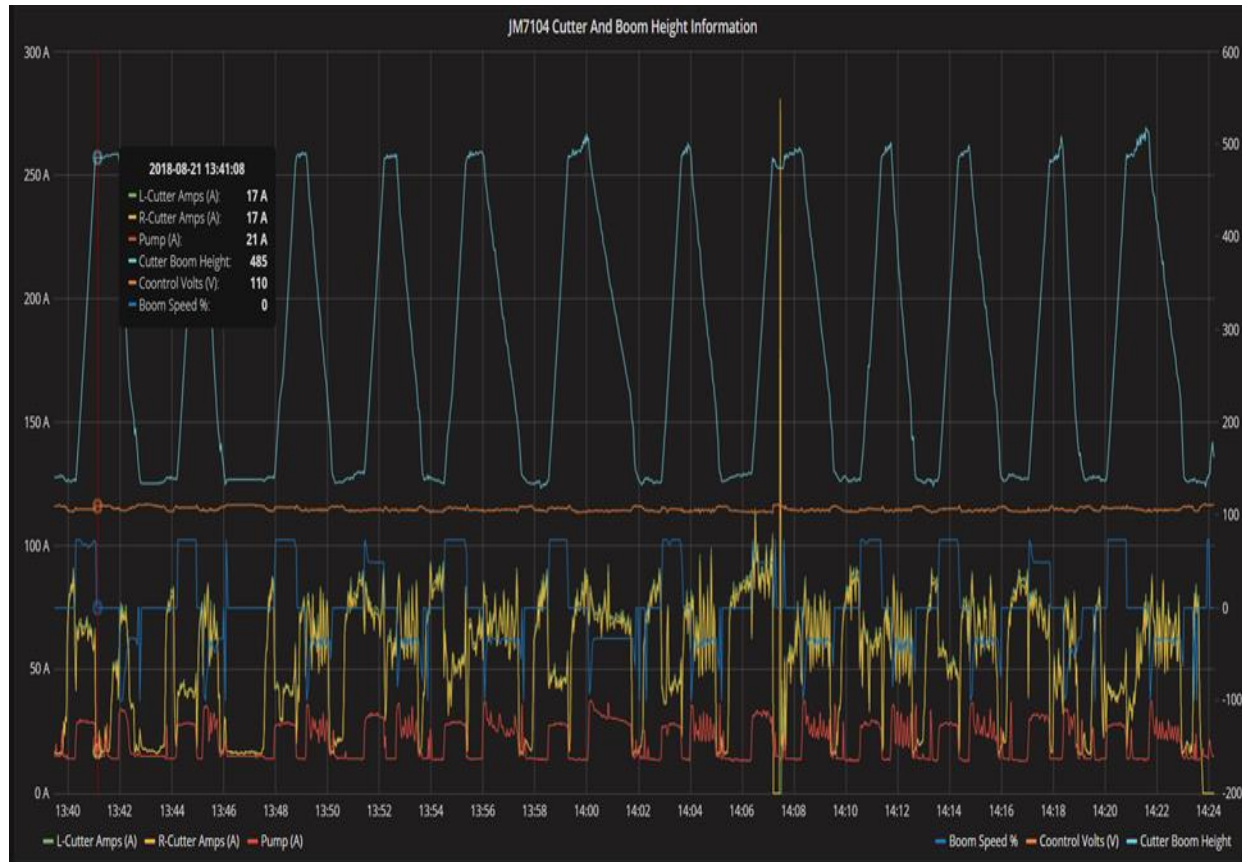 JM7104 Cutter And Boom Height Information
300 A
250 A
200 A
150 A
100 A
50 A
0 A
600
500
400
300
200
100
0
-100
-200
2018-08-21 13:41:08
L-Cutter Amps (A): 17 A
R-Cutter Amps (A): 17 A
Pump (A): 21 A
Cutter Boom Height: 485
Coontrol Volts (V): 110
Boom Speed %: 0
13:40 13:42 13:44 13:46 13:48 13:50 13:52 13:54 13:56 13:58 14:00 14:02 14:04 14:06 14:08 14:10 14:12 14:14 14:16 14:18 14:20 14:22 14:24
L-Cutter Amps (A) R-Cutter Amps (A) Pump (A) Boom Speed % Coontrol Volts (V) Cutter Boom Height